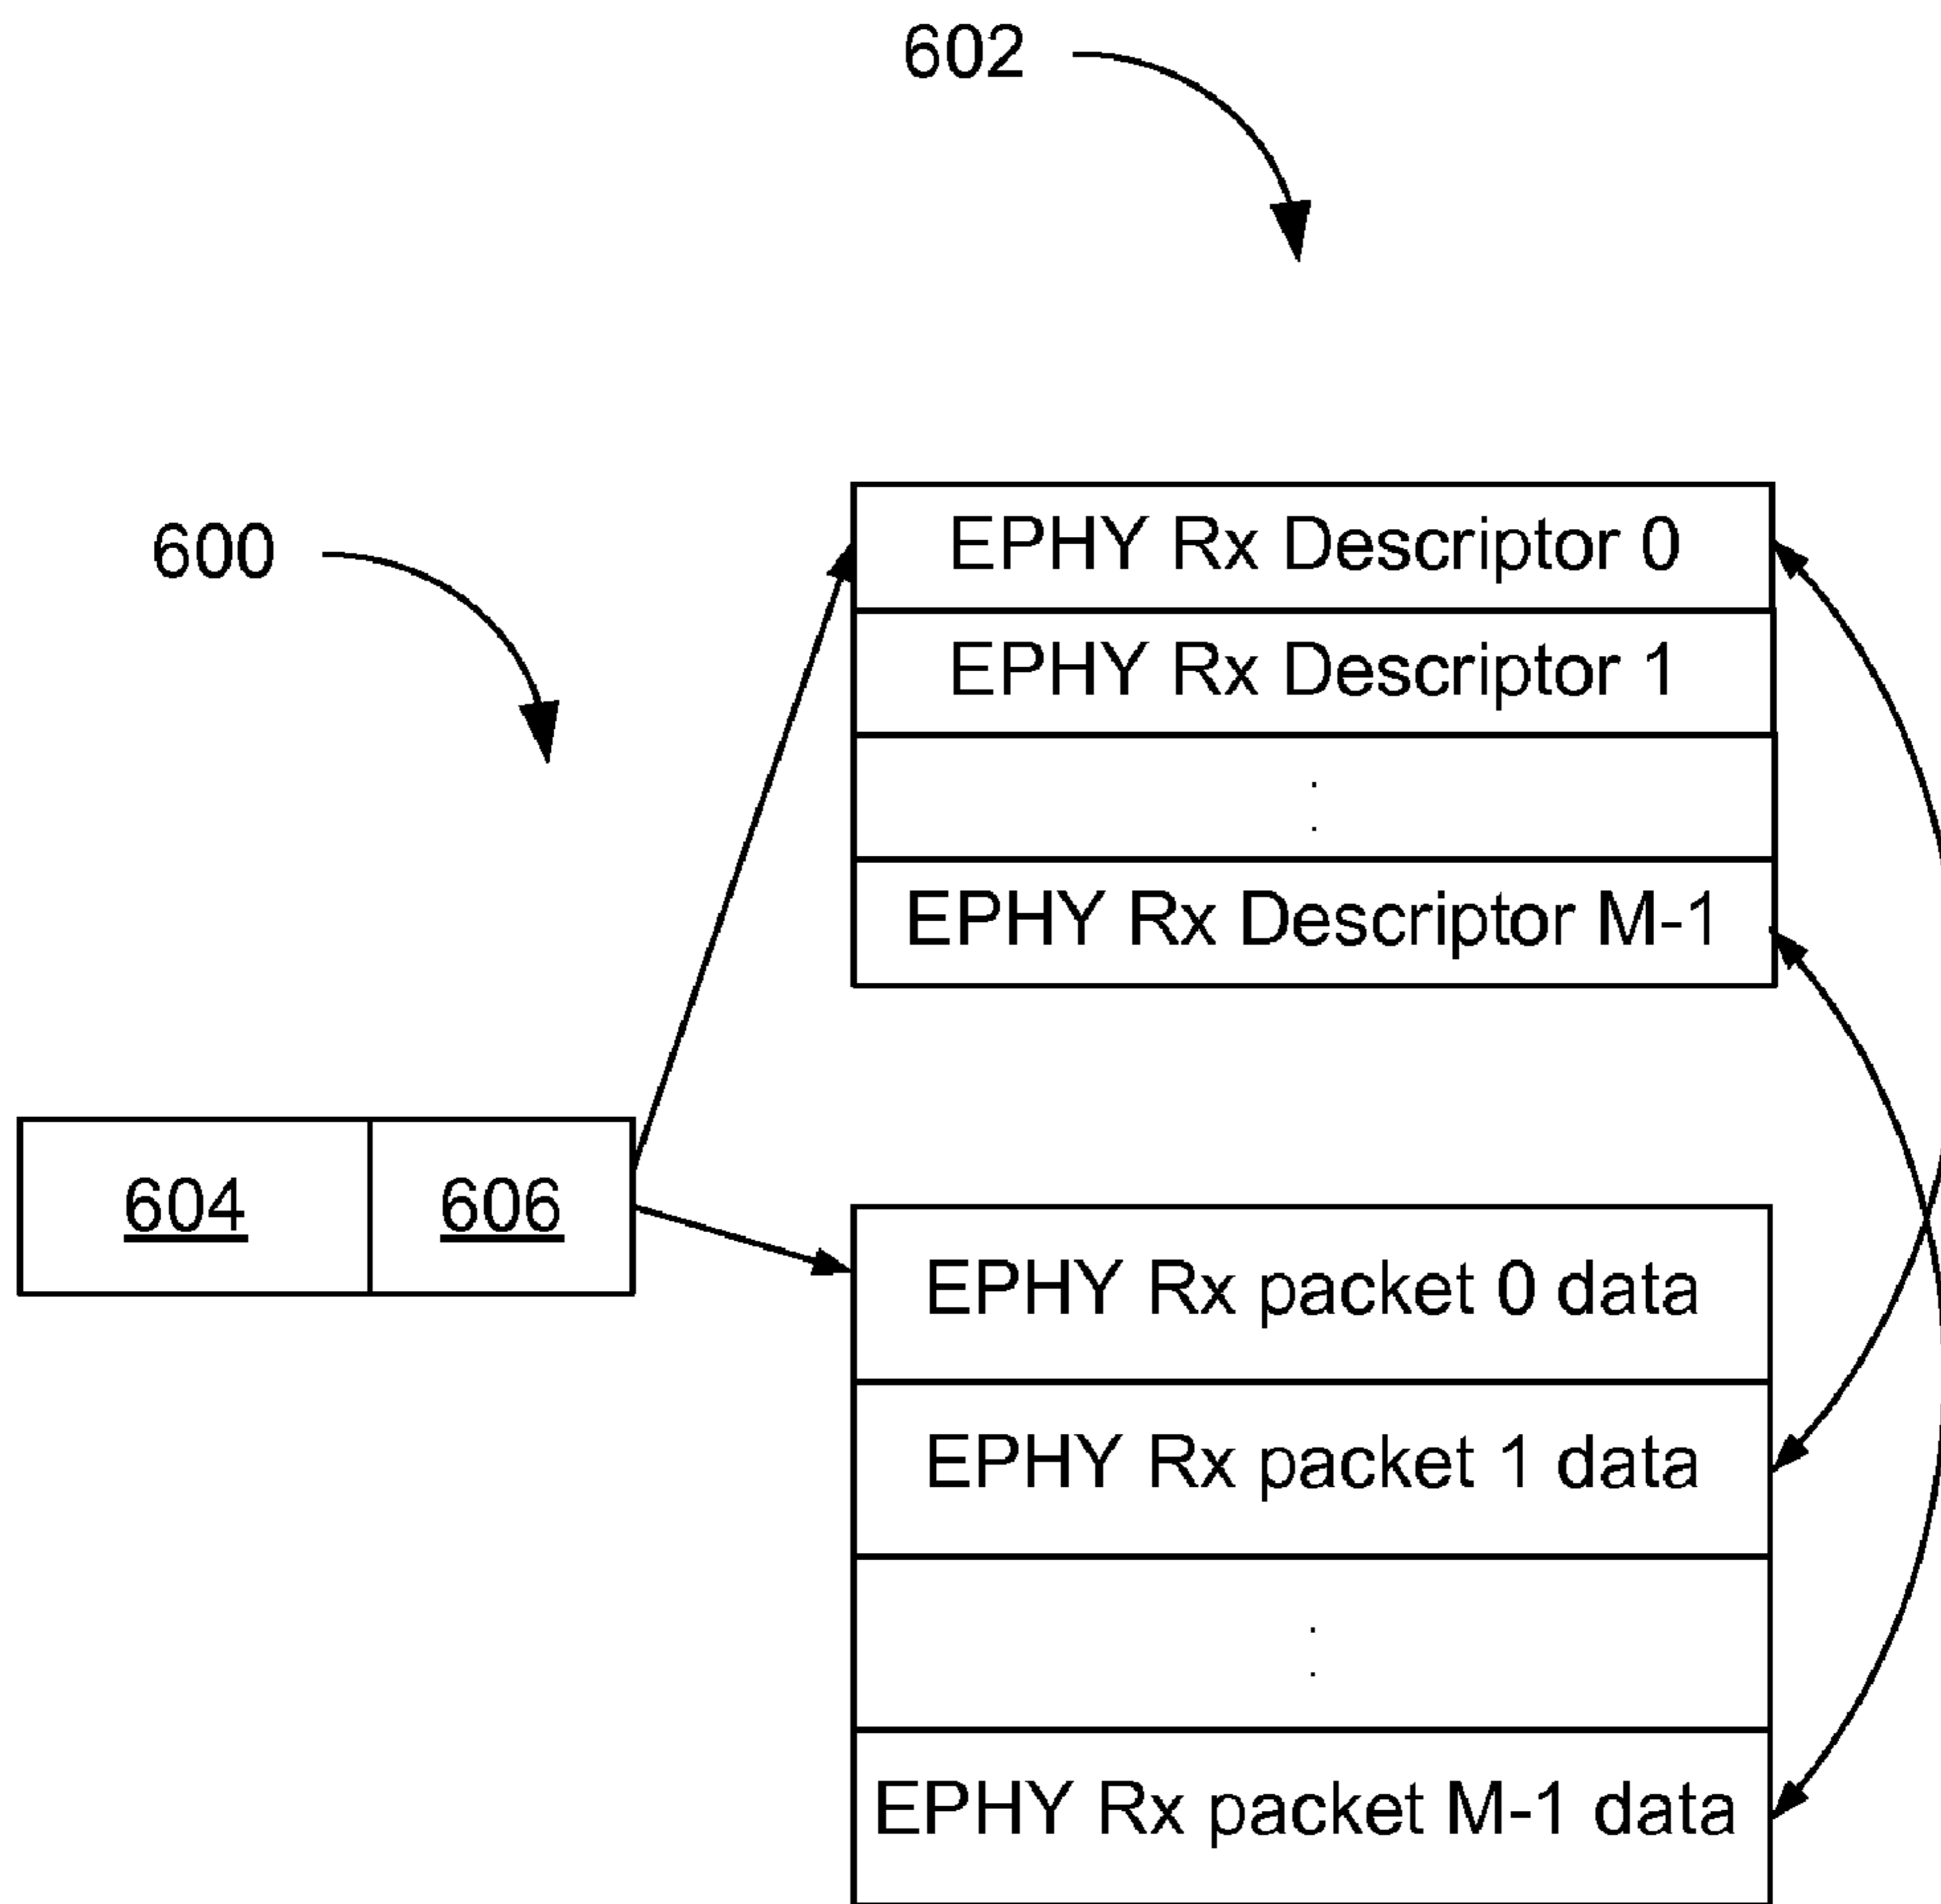 602
600
EPHY Rx Descriptor 0
EPHY Rx Descriptor 1
:
EPHY Rx Descriptor M-1
604 606
EPHY Rx packet 0 data
EPHY Rx packet 1 data
:
EPHY Rx packet M-1 data